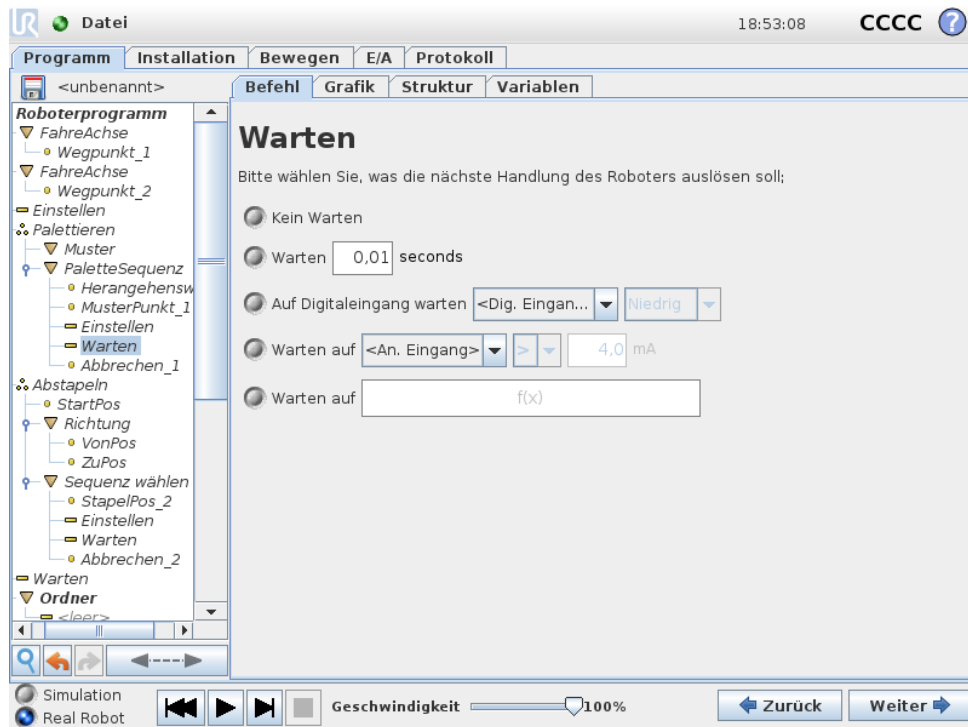 UR Datei 18:53:08 CCCC ?
Programm Installation Bewegen E/A Protokoll
<unbenannt> Befehl Grafik Struktur Variablen
Roboterprogramm
FahreAchse
Wegpunkt_1
FahreAchse
Wegpunkt_2
Einstellen
Palettieren
Muster
PaletteSequenz
Herangehensw
MusterPunkt_1
Einstellen
Warten
Abbrechen_1
Abstapeln
StartPos
Richtung
VonPos
ZuPos
Sequenz wählen
StapelPos_2
Einstellen
Warten
Abbrechen_2
Warten
Ordner
<leer>
Warten
Bitte wählen Sie, was die nächste Handlung des Roboters auslösen soll;
Kein Warten
Warten 0,01 seconds
Auf Digitaleingang warten <Dig. Eingan... Niedrig
Warten auf <An. Eingang> > 4,0 mA
Warten auf f(x)
Simulation
Real Robot
Geschwindigkeit 100% Zurück Weiter